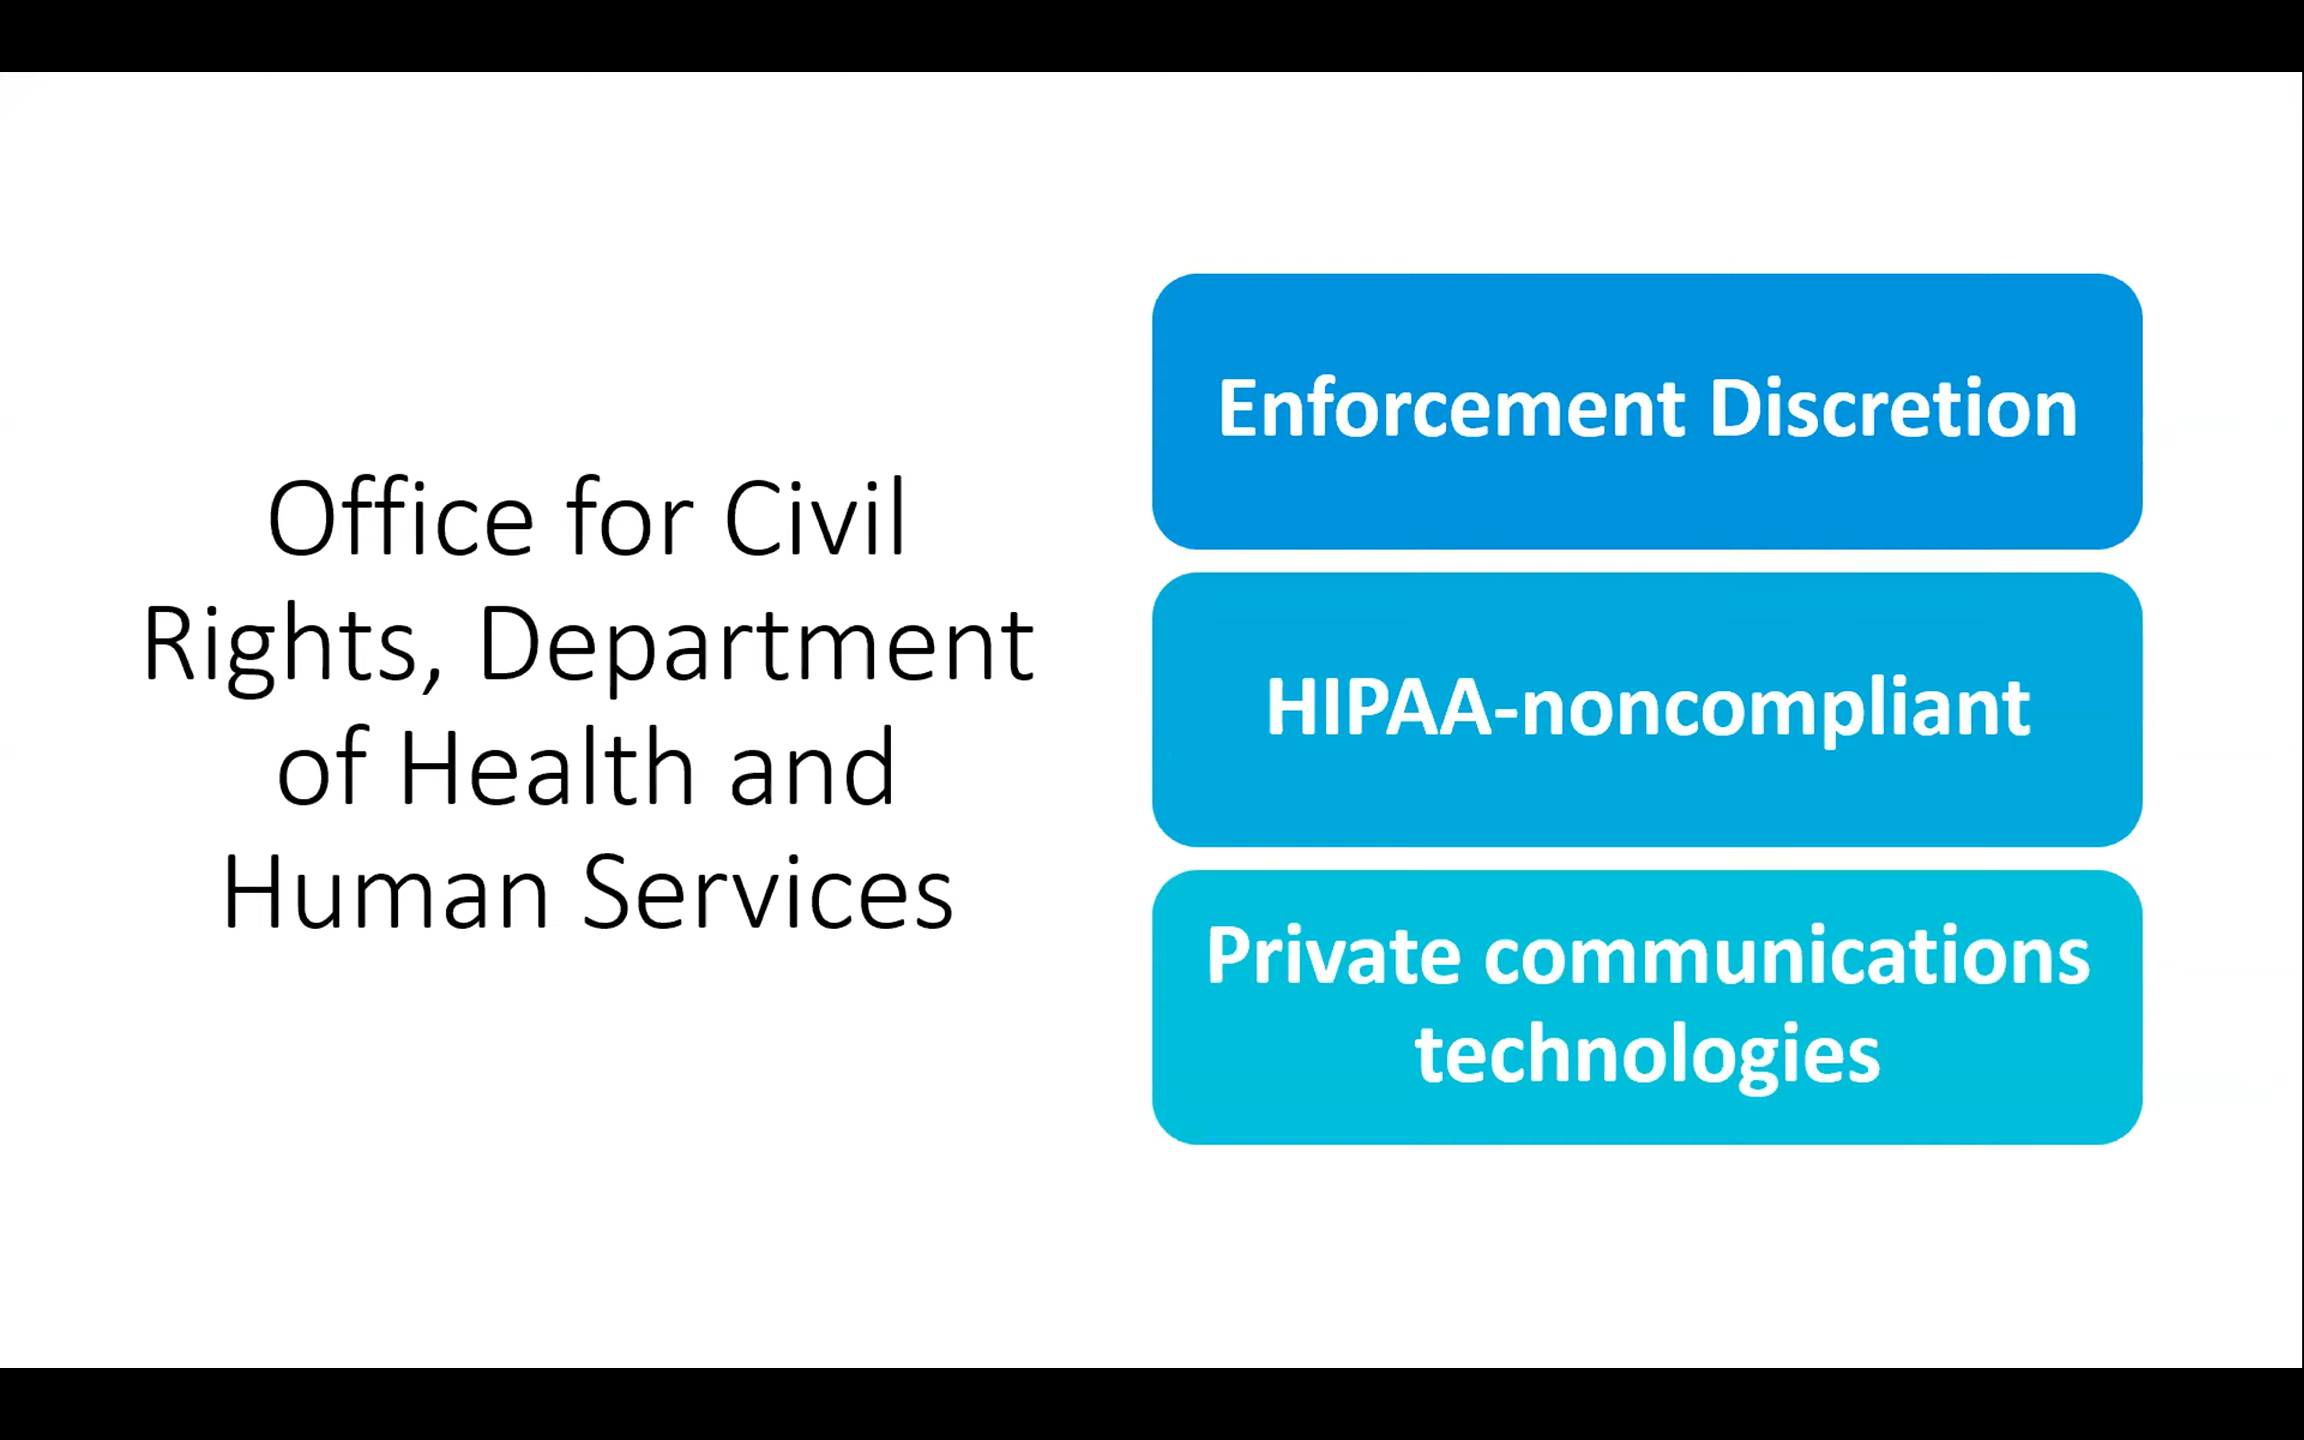 Office for Civil
Rights, Department
of Health and
Human Services
Enforcement Discretion
HIPAA-noncompliant
Private communications
technologies